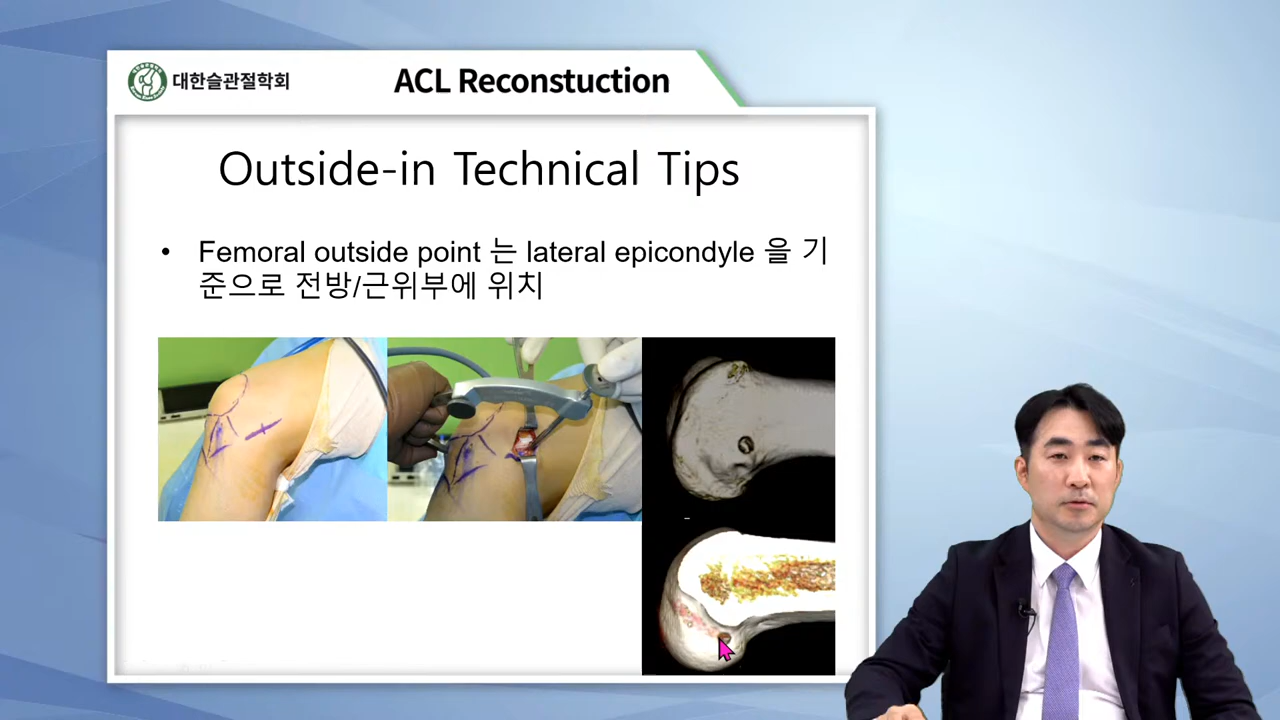 대한슬관절학회
ACL Reconstuction
Outside-in Technical Tips
• Femoral outside point 는 lateral epicondyle 을 기
준으로 전방/근위부에 위치